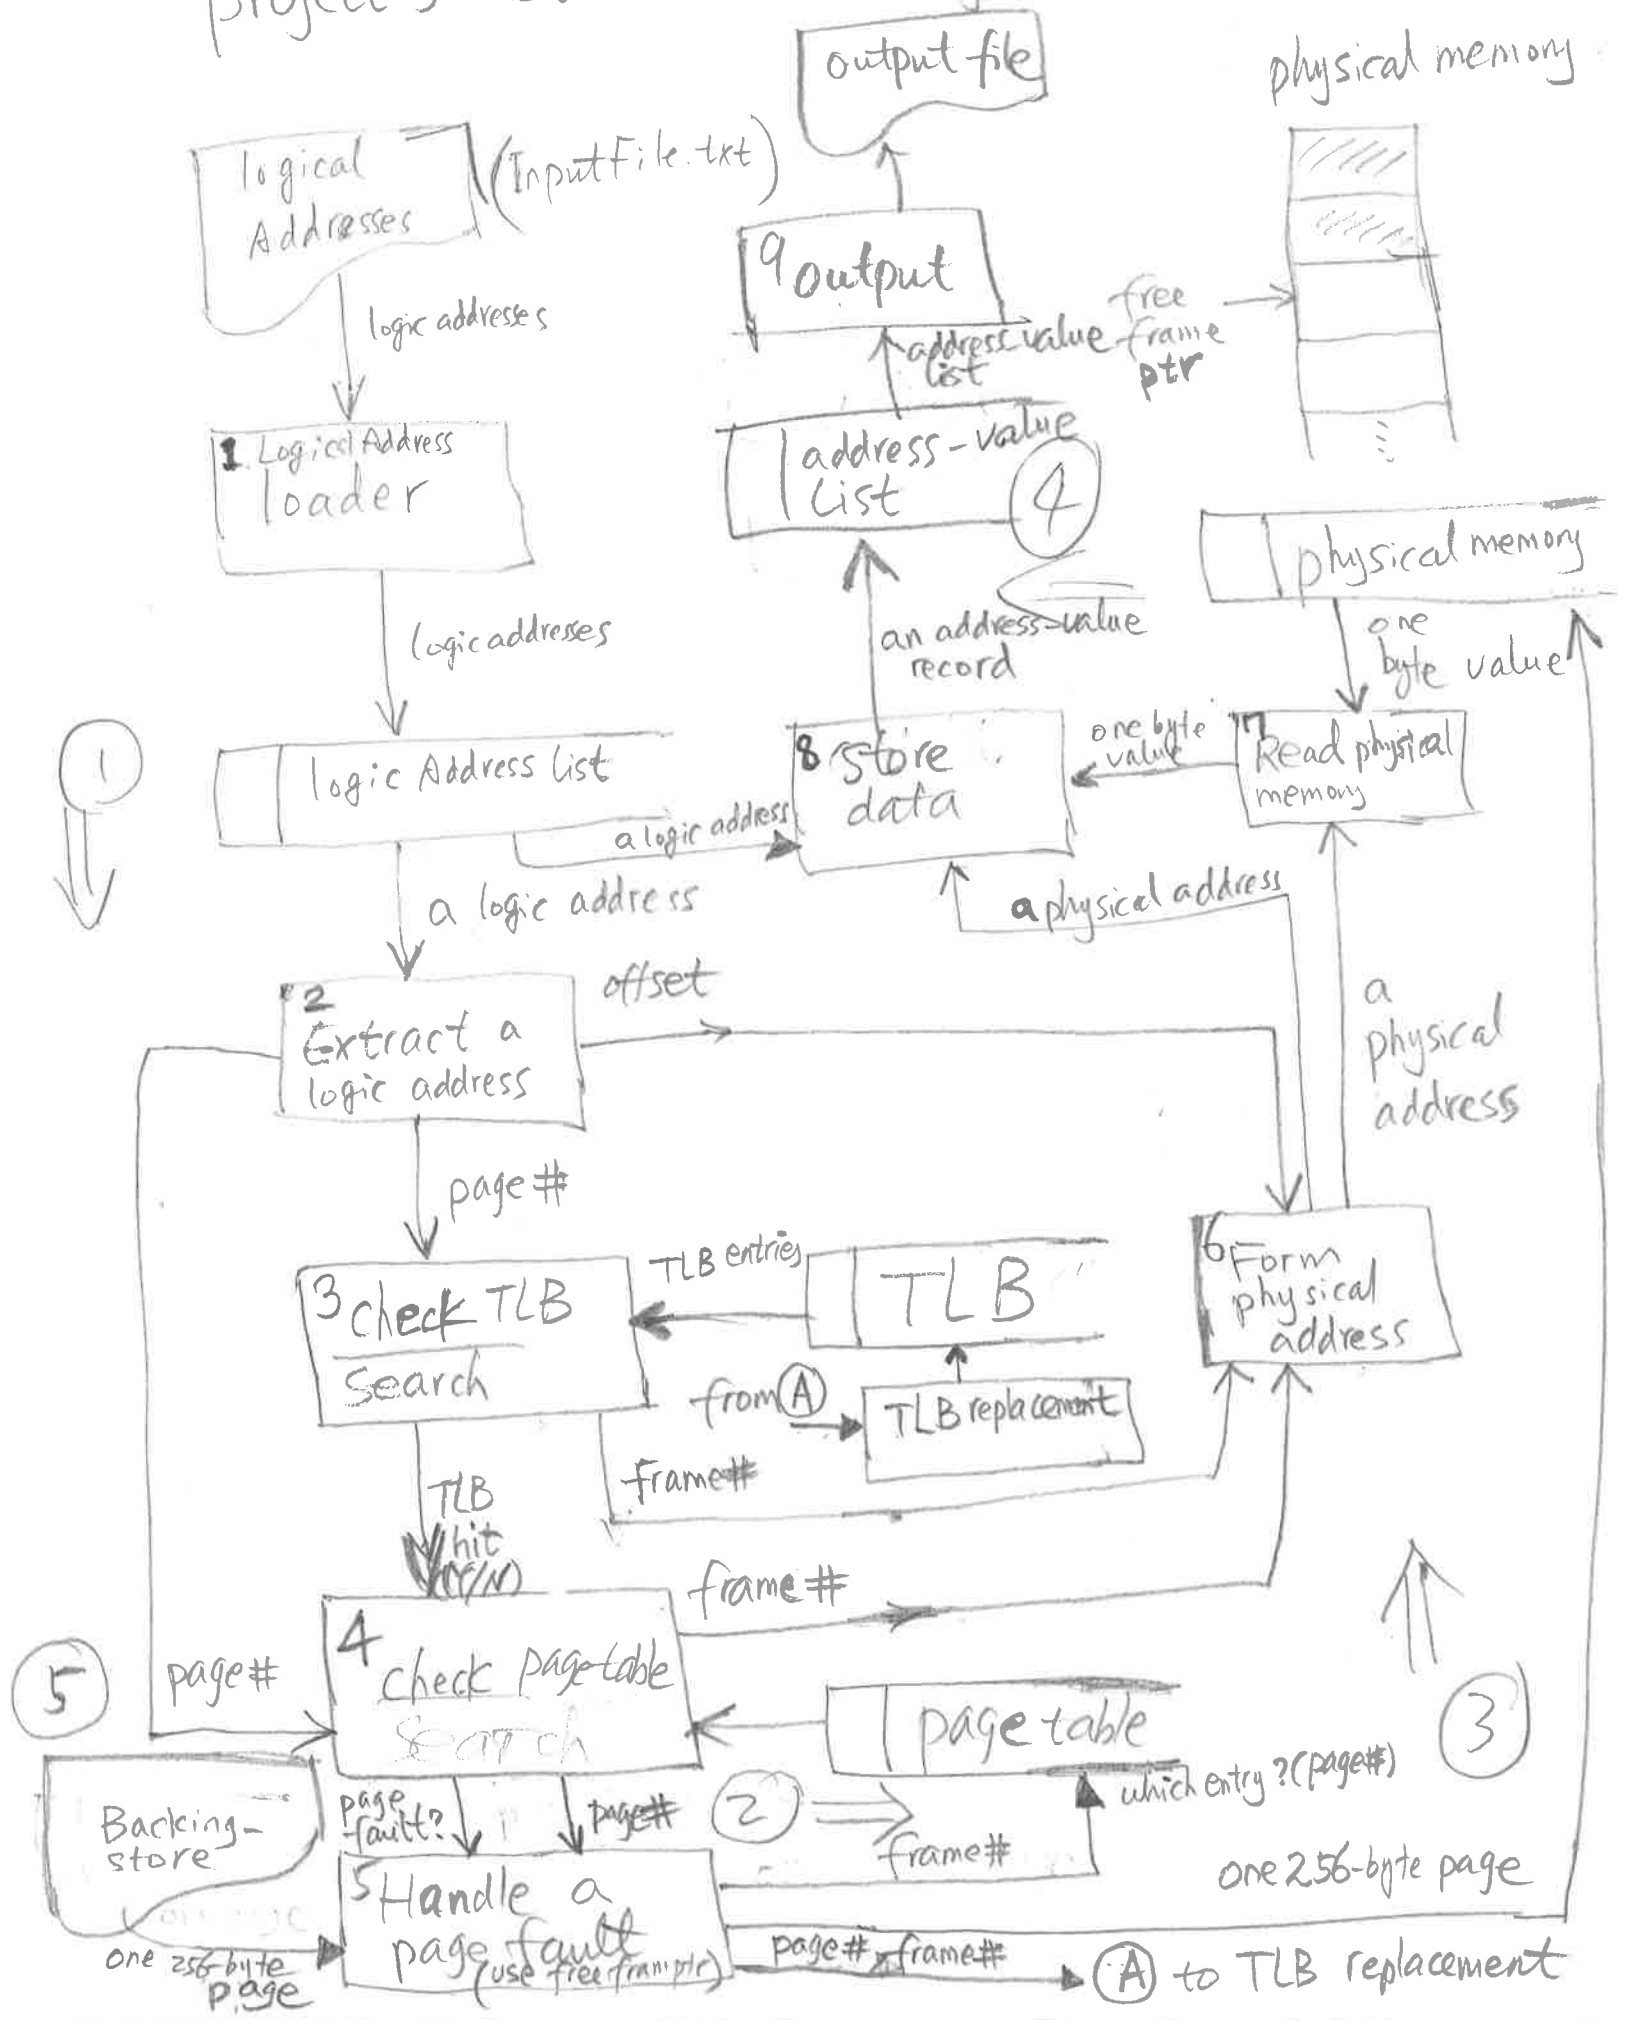 project
output file
physical memory
logical
Addresses
(InputFile.txt)
9 output
logic addresses
free
frame
ptr
address-value
list
1. Logical Address
loader
address-value
List
4
physical memory
logic addresses
an address-value
record
one
byte value
1
logic Address List
8 store
data
one byte
value
7
Read physical
memory
a logic address
a logic address
a physical address
offset
2
Extract a
logic address
a
physical
address
page#
3 check TLB
search
TLB entries
TLB
6 Form
physical
address
from A
TLB replacement
frame#
TLB
hit
(Y/N)
frame#
5
page#
4
check page table
search
page table
3
which entry?(page#)
Backing-
store
page
fault?
page#
2
frame#
one 256-byte page
5 Handle a
page fault
(use free fram ptr)
one 256-byte
page
page#, frame#
A to TLB replacement